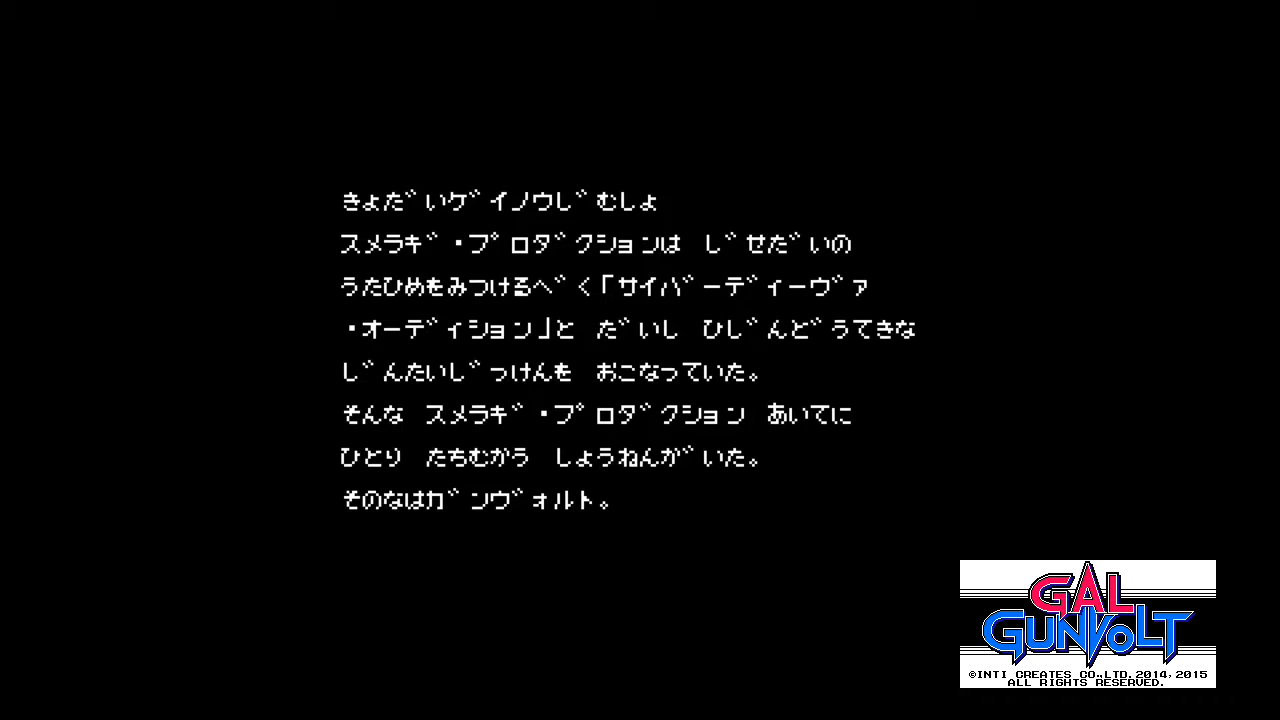 きょだいゲイノウじむしょ
スメラギ・プロダクションは じせだいの
うたひめをみつけるべく「サイバーディーヴァ
・オーディション」と だいし ひじんどうてきな
じんたいじっけんを おこなっていた。
そんな スメラギ・プロダクション あいてに
ひとり たちむかう しょうねんがいた。
そのなはガンヴォルト。
GAL
GUNVOLT
©INTI CREATES CO.,LTD.2014,2015
ALL RIGHTS RESERVED.